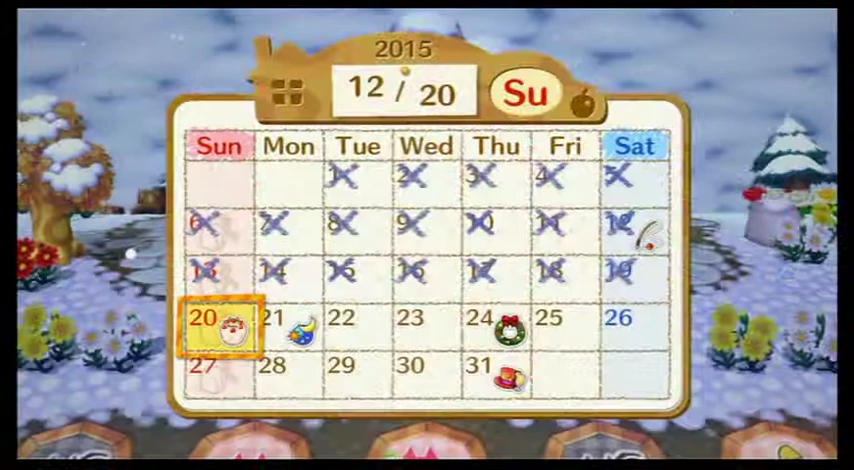 2015
12 / 20 Su
Sun Mon Tue Wed Thu Fri Sat
1 2 3 4 5
6 7 8 9 10 11 12
13 14 15 16 17 18 19
20 21 22 23 24 25 26
27 28 29 30 31